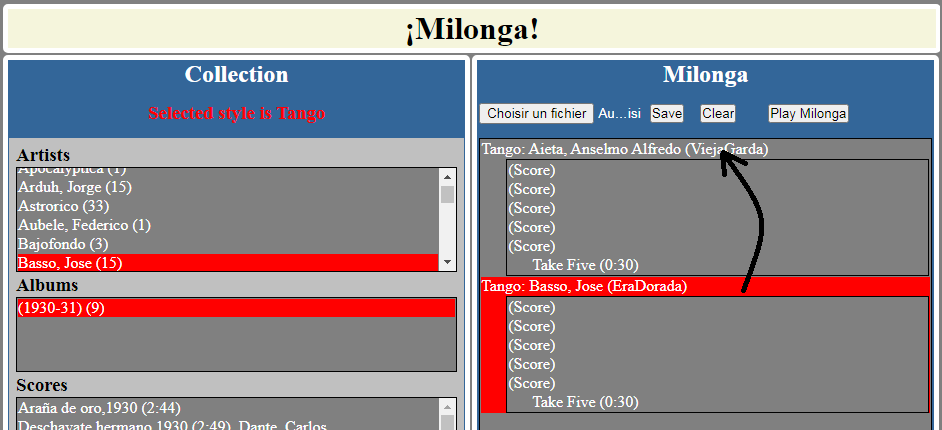 ¡Milonga!
Collection
Selected style is Tango
Artists
Apocalyptica (1)
Arduh, Jorge (15)
Astrorico (33)
Aubele, Federico (1)
Bajofondo (3)
Basso, Jose (15)
Albums
(1930-31) (9)
Scores
Araña de oro,1930 (2:44)
Deschavate hermano,1930 (2:49), Dante, Carlos
Milonga
Choisir un fichier Au...isi Save Clear Play Milonga
Tango: Aieta, Anselmo Alfredo (ViejaGarda)
(Score)
(Score)
(Score)
(Score)
(Score)
Take Five (0:30)
Tango: Basso, Jose (EraDorada)
(Score)
(Score)
(Score)
(Score)
(Score)
Take Five (0:30)